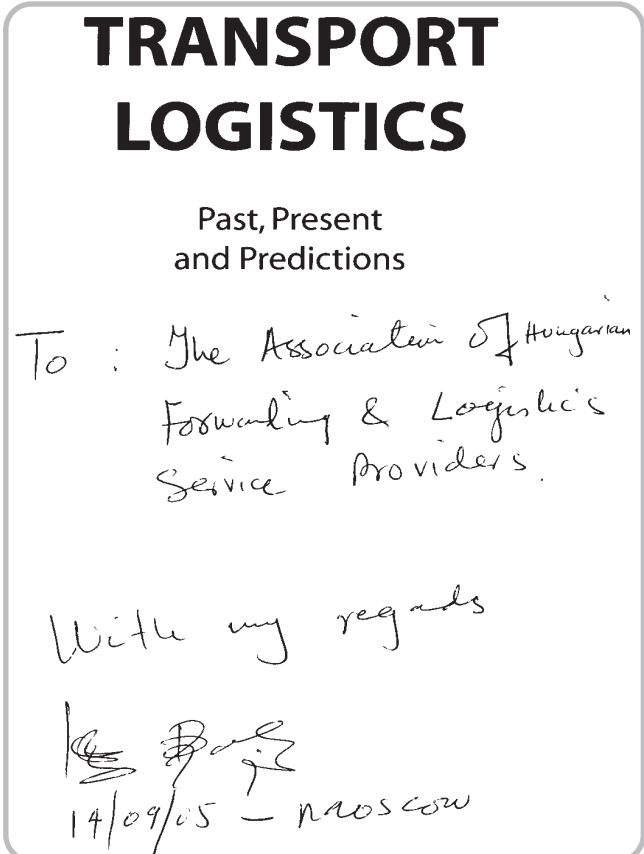 TRANSPORT
LOGISTICS
Past, Present
and Predictions
To : The Association of Hungarian
Forwarding & Logistics
Service Providers.
With my regards
14/09/05 – Moscow